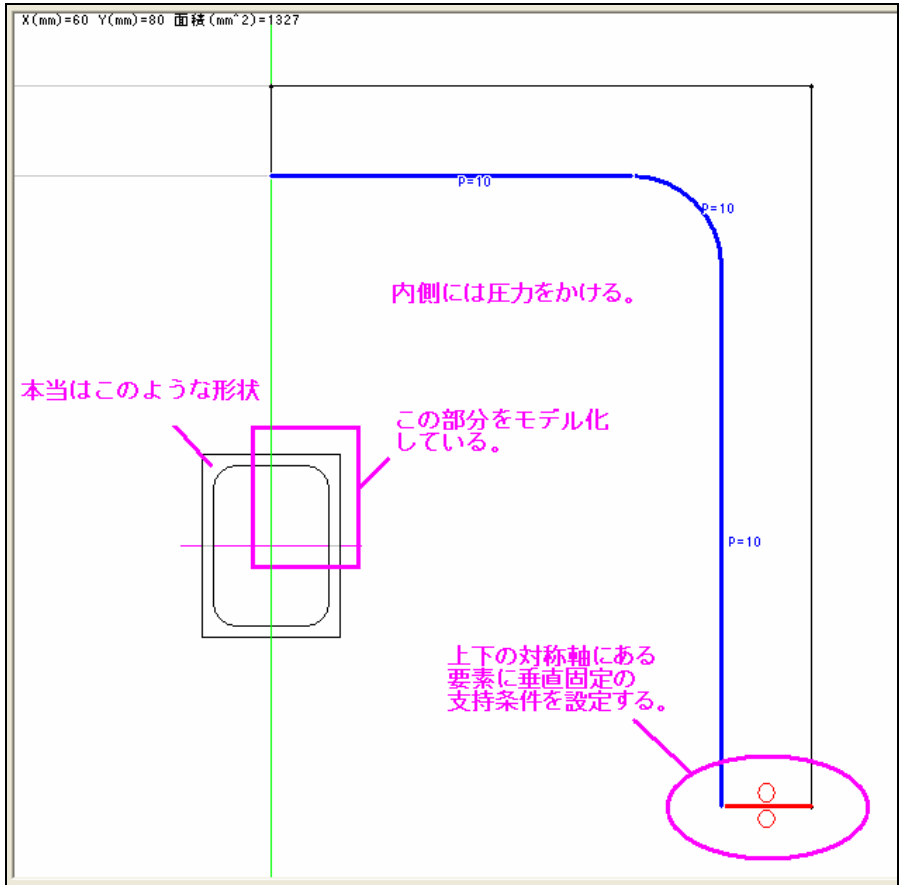 X(mm)=60 Y(mm)=80 面積(mm^2)=1327
P=10
P=10
内側には圧力をかける。
本当はこのような形状
この部分をモデル化
している。
P=10
上下の対称軸にある
要素に垂直固定の
支持条件を設定する。